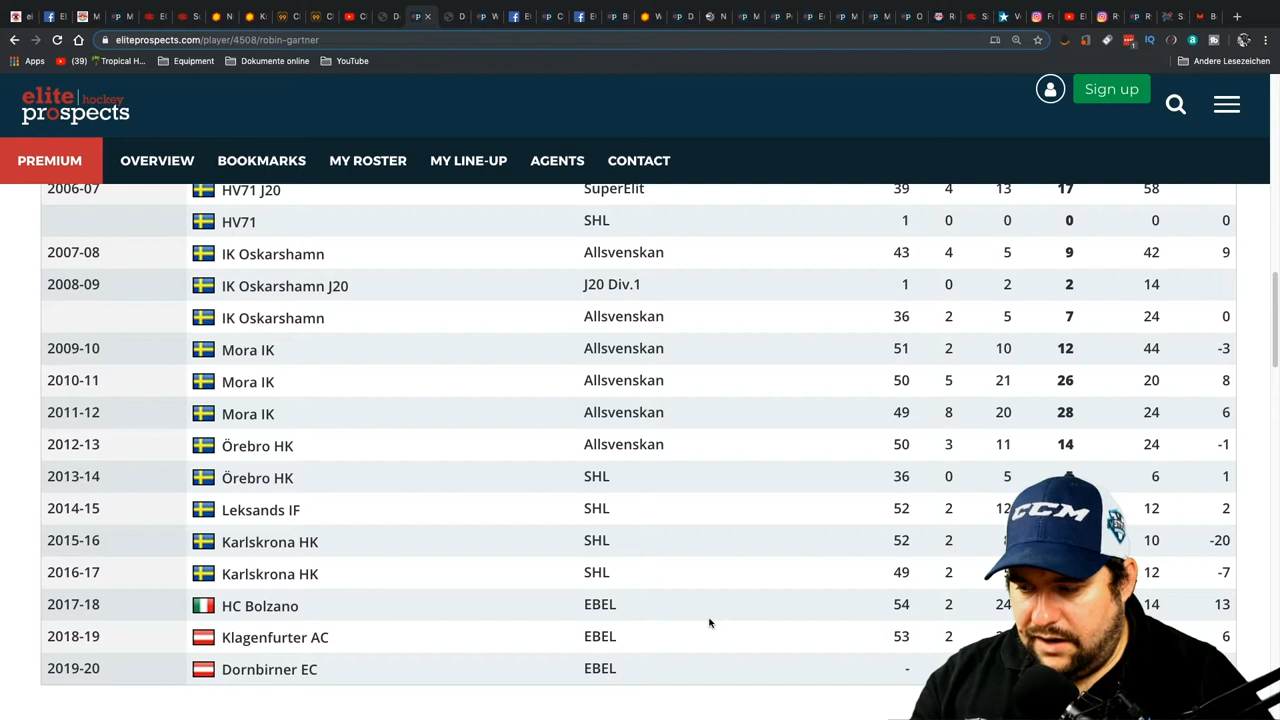 eliteprospects.com/player/4508/robin-gartner
Apps (39) Tropical H... Equipment Dokumente online YouTube Andere Lesezeichen
elite hockey
prospects
Sign up
PREMIUM OVERVIEW BOOKMARKS MY ROSTER MY LINE-UP AGENTS CONTACT
2006-07 HV71 J20 SuperElit 39 4 13 17 58
HV71 SHL 1 0 0 0 0 0
2007-08 IK Oskarshamn Allsvenskan 43 4 5 9 42 9
2008-09 IK Oskarshamn J20 J20 Div.1 1 0 2 2 14
IK Oskarshamn Allsvenskan 36 2 5 7 24 0
2009-10 Mora IK Allsvenskan 51 2 10 12 44 -3
2010-11 Mora IK Allsvenskan 50 5 21 26 20 8
2011-12 Mora IK Allsvenskan 49 8 20 28 24 6
2012-13 Örebro HK Allsvenskan 50 3 11 14 24 -1
2013-14 Örebro HK SHL 36 0 5 6 1
2014-15 Leksands IF SHL 52 2 12 12 2
2015-16 Karlskrona HK SHL 52 2 10 -20
2016-17 Karlskrona HK SHL 49 2 12 -7
2017-18 HC Bolzano EBEL 54 2 24 14 13
2018-19 Klagenfurter AC EBEL 53 2 6
2019-20 Dornbirner EC EBEL -
CCM